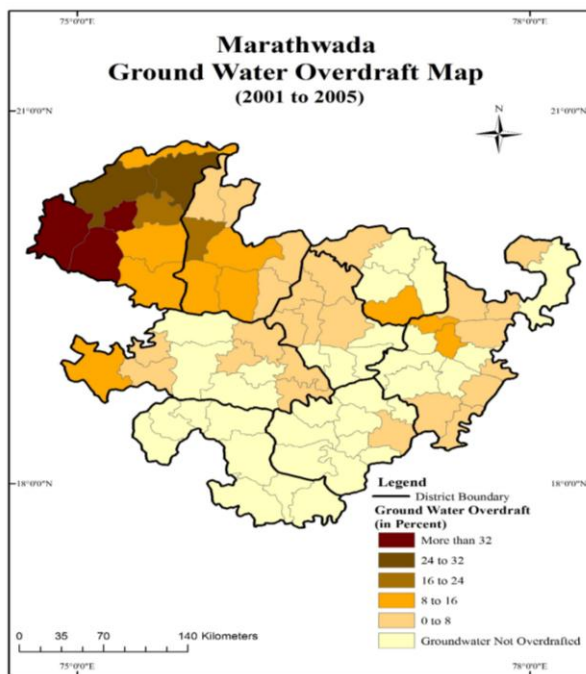 75°0'0"E
78°0'0"E
Marathwada
Ground Water Overdraft Map
(2001 to 2005)
21°0'0"N
21°0'0"N
N
18°0'0"N
18°0'0"N
Legend
District Boundary
Ground Water Overdraft
(in Percent)
More than 32
24 to 32
16 to 24
8 to 16
0 to 8
Groundwater Not Overdrafted
0 35 70 140 Kilometers
75°0'0"E
78°0'0"E